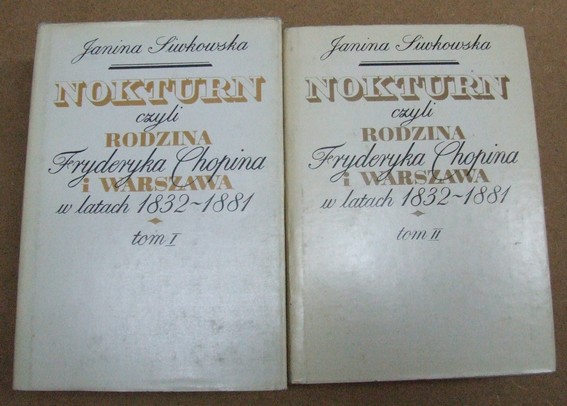 Janina Siwkowska
NOKTURN
czyli
RODZINA
Fryderyka Chopina
i WARSZAWA
w latach 1832~1881
tom I
Janina Siwkowska
NOKTURN
czyli
RODZINA
Fryderyka Chopina
i WARSZAWA
w latach 1832~1881
tom II